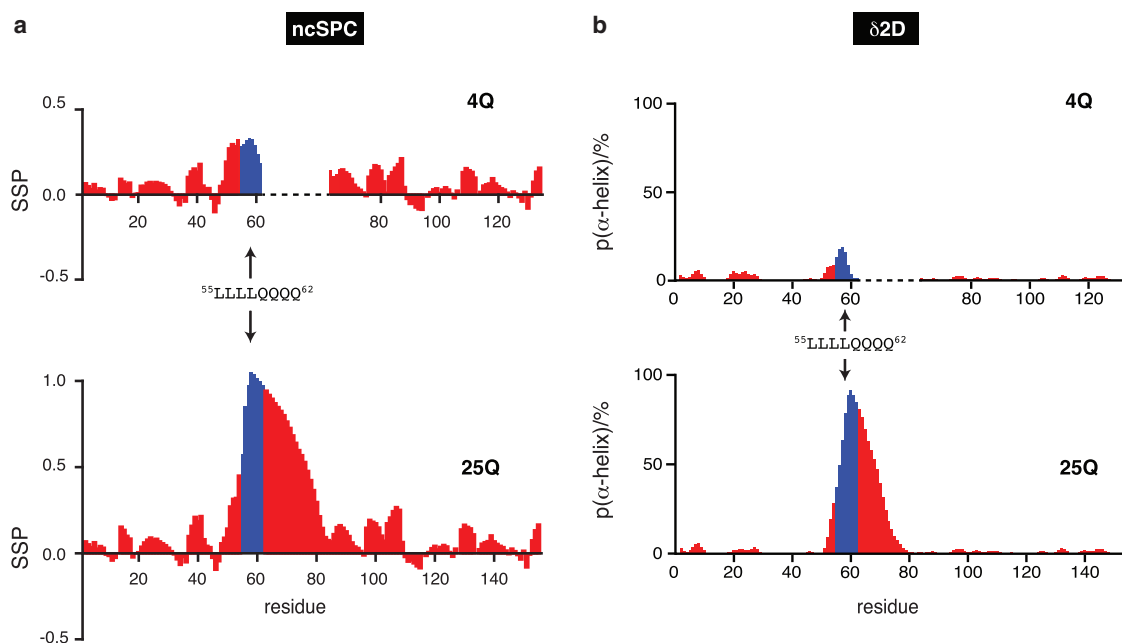 a
ncSPC
4Q
0.5
0.0
-0.5
SSP
20 40 60 80 100 120
⁵⁵LLLLQQQQ⁶²
25Q
1.0
0.5
0.0
-0.5
SSP
20 40 60 80 100 120 140
residue
b
δ2D
4Q
100
50
0
p(α-helix)/%
0 20 40 60 80 100 120
⁵⁵LLLLQQQQ⁶²
25Q
100
50
0
p(α-helix)/%
0 20 40 60 80 100 120 140
residue